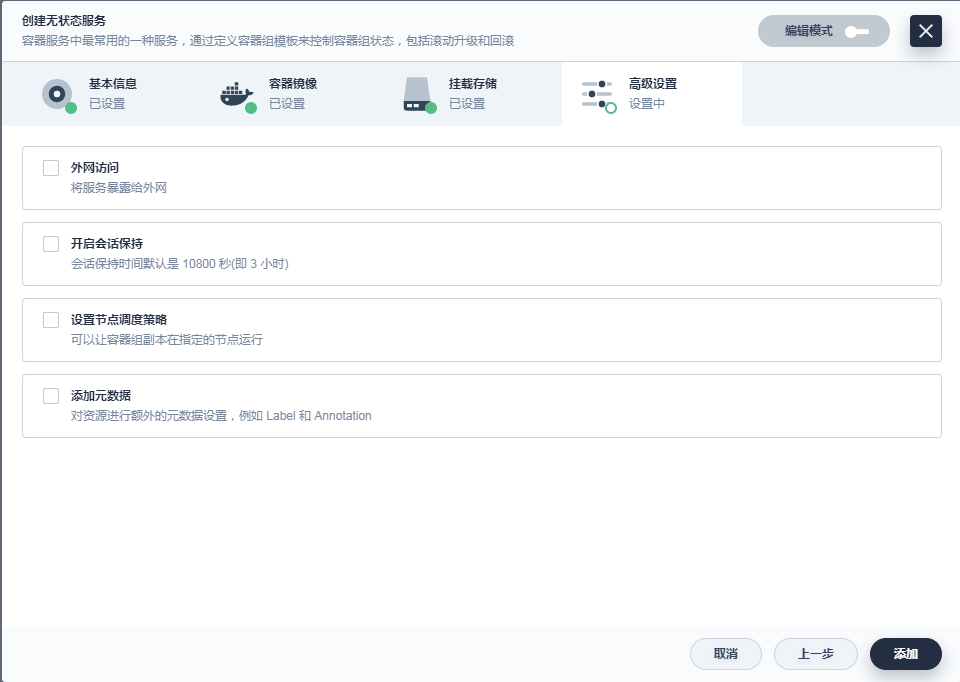 创建无状态服务
容器服务中最常用的一种服务，通过定义容器组模板来控制容器组状态，包括滚动升级和回滚
编辑模式
基本信息
已设置
容器镜像
已设置
挂载存储
已设置
高级设置
设置中
外网访问
将服务暴露给外网
开启会话保持
会话保持时间默认是 10800 秒(即 3 小时)
设置节点调度策略
可以让容器组副本在指定的节点运行
添加元数据
对资源进行额外的元数据设置，例如 Label 和 Annotation
取消
上一步
添加